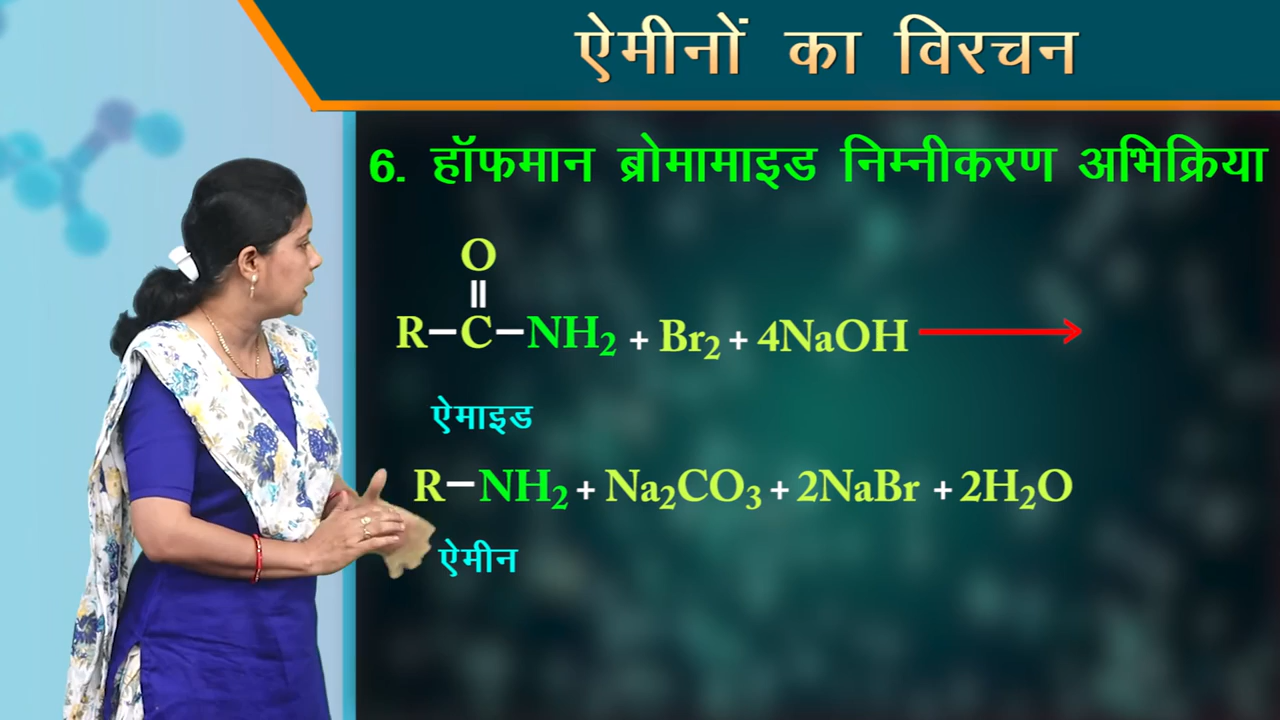 ऐमीनों का विरचन
6. हॉफमान ब्रोमामाइड निम्नीकरण अभिक्रिया
O
||
R–C–NH₂ + Br₂ + 4NaOH ⟶
ऐमाइड
R–NH₂ + Na₂CO₃ + 2NaBr + 2H₂O
ऐमीन